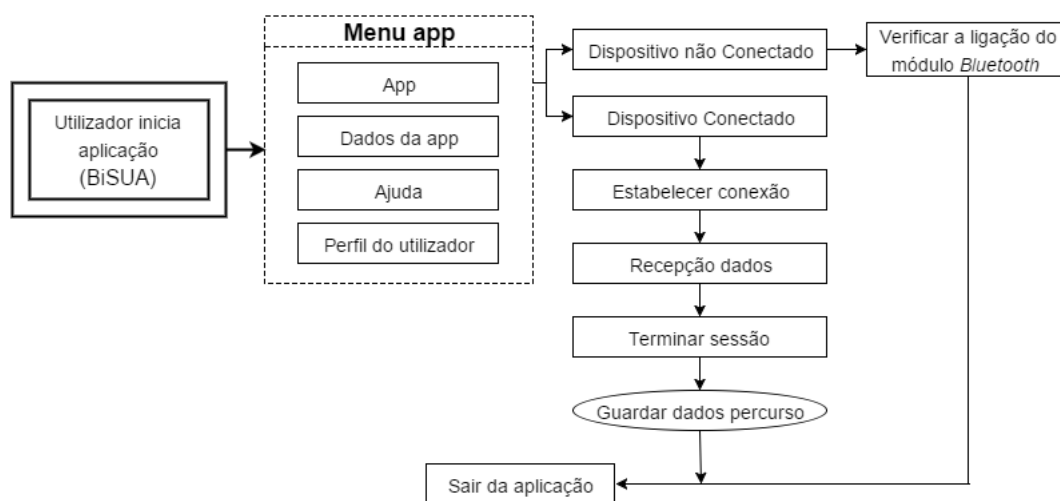 Utilizador inicia
aplicação
(BiSUA)
Menu app
App
Dados da app
Ajuda
Perfil do utilizador
Dispositivo não Conectado
Verificar a ligação do
módulo Bluetooth
Dispositivo Conectado
Estabelecer conexão
Recepção dados
Terminar sessão
Guardar dados percurso
Sair da aplicação